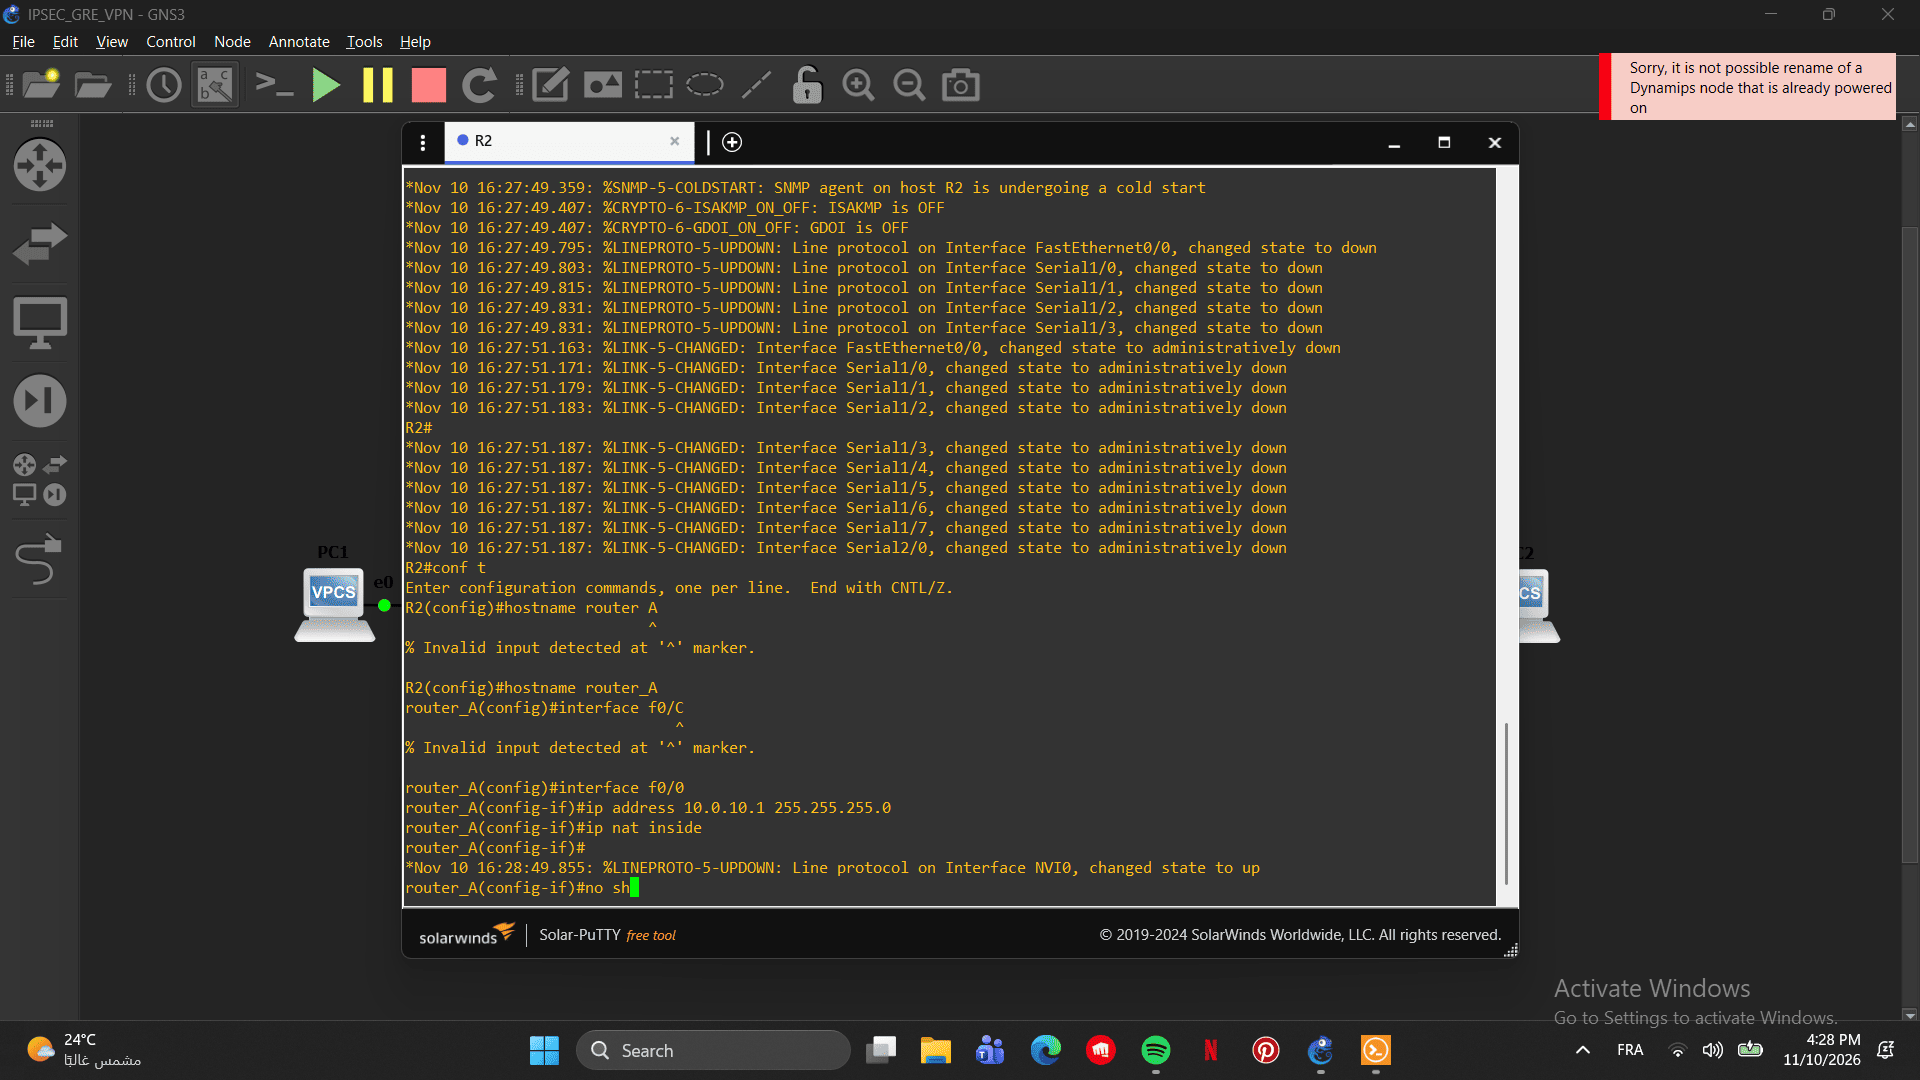 IPSEC_GRE_VPN - GNS3
File Edit View Control Node Annotate Tools Help
Sorry, it is not possible rename of a
Dynamips node that is already powered
on
R2
*Nov 10 16:27:49.359: %SNMP-5-COLDSTART: SNMP agent on host R2 is undergoing a cold start
*Nov 10 16:27:49.407: %CRYPTO-6-ISAKMP_ON_OFF: ISAKMP is OFF
*Nov 10 16:27:49.407: %CRYPTO-6-GDOI_ON_OFF: GDOI is OFF
*Nov 10 16:27:49.795: %LINEPROTO-5-UPDOWN: Line protocol on Interface FastEthernet0/0, changed state to down
*Nov 10 16:27:49.803: %LINEPROTO-5-UPDOWN: Line protocol on Interface Serial1/0, changed state to down
*Nov 10 16:27:49.815: %LINEPROTO-5-UPDOWN: Line protocol on Interface Serial1/1, changed state to down
*Nov 10 16:27:49.831: %LINEPROTO-5-UPDOWN: Line protocol on Interface Serial1/2, changed state to down
*Nov 10 16:27:49.831: %LINEPROTO-5-UPDOWN: Line protocol on Interface Serial1/3, changed state to down
*Nov 10 16:27:51.163: %LINK-5-CHANGED: Interface FastEthernet0/0, changed state to administratively down
*Nov 10 16:27:51.171: %LINK-5-CHANGED: Interface Serial1/0, changed state to administratively down
*Nov 10 16:27:51.179: %LINK-5-CHANGED: Interface Serial1/1, changed state to administratively down
*Nov 10 16:27:51.183: %LINK-5-CHANGED: Interface Serial1/2, changed state to administratively down
R2#
*Nov 10 16:27:51.187: %LINK-5-CHANGED: Interface Serial1/3, changed state to administratively down
*Nov 10 16:27:51.187: %LINK-5-CHANGED: Interface Serial1/4, changed state to administratively down
*Nov 10 16:27:51.187: %LINK-5-CHANGED: Interface Serial1/5, changed state to administratively down
*Nov 10 16:27:51.187: %LINK-5-CHANGED: Interface Serial1/6, changed state to administratively down
*Nov 10 16:27:51.187: %LINK-5-CHANGED: Interface Serial1/7, changed state to administratively down
*Nov 10 16:27:51.187: %LINK-5-CHANGED: Interface Serial2/0, changed state to administratively down
R2#conf t
Enter configuration commands, one per line.  End with CNTL/Z.
R2(config)#hostname router A
^
% Invalid input detected at '^' marker.
R2(config)#hostname router_A
router_A(config)#interface f0/C
^
% Invalid input detected at '^' marker.
router_A(config)#interface f0/0
router_A(config-if)#ip address 10.0.10.1 255.255.255.0
router_A(config-if)#ip nat inside
router_A(config-if)#
*Nov 10 16:28:49.855: %LINEPROTO-5-UPDOWN: Line protocol on Interface NVI0, changed state to up
router_A(config-if)#no sh
PC1
e0
VPCS
C2
CS
solarwinds
Solar-PuTTY free tool
© 2019-2024 SolarWinds Worldwide, LLC. All rights reserved.
Activate Windows
Go to Settings to activate Windows.
24°C
مشمس غالبًا
Search
FRA
4:28 PM
11/10/2026